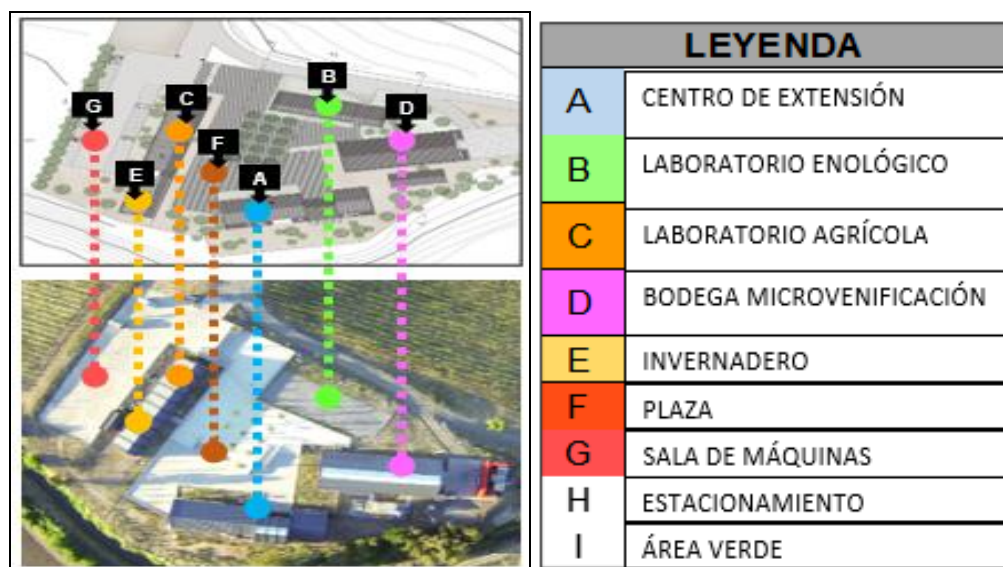 B
G
C
D
F
E
A
LEYENDA
A CENTRO DE EXTENSIÓN
B LABORATORIO ENOLÓGICO
C LABORATORIO AGRÍCOLA
D BODEGA MICROVENIFICACIÓN
E INVERNADERO
F PLAZA
G SALA DE MÁQUINAS
H ESTACIONAMIENTO
I ÁREA VERDE